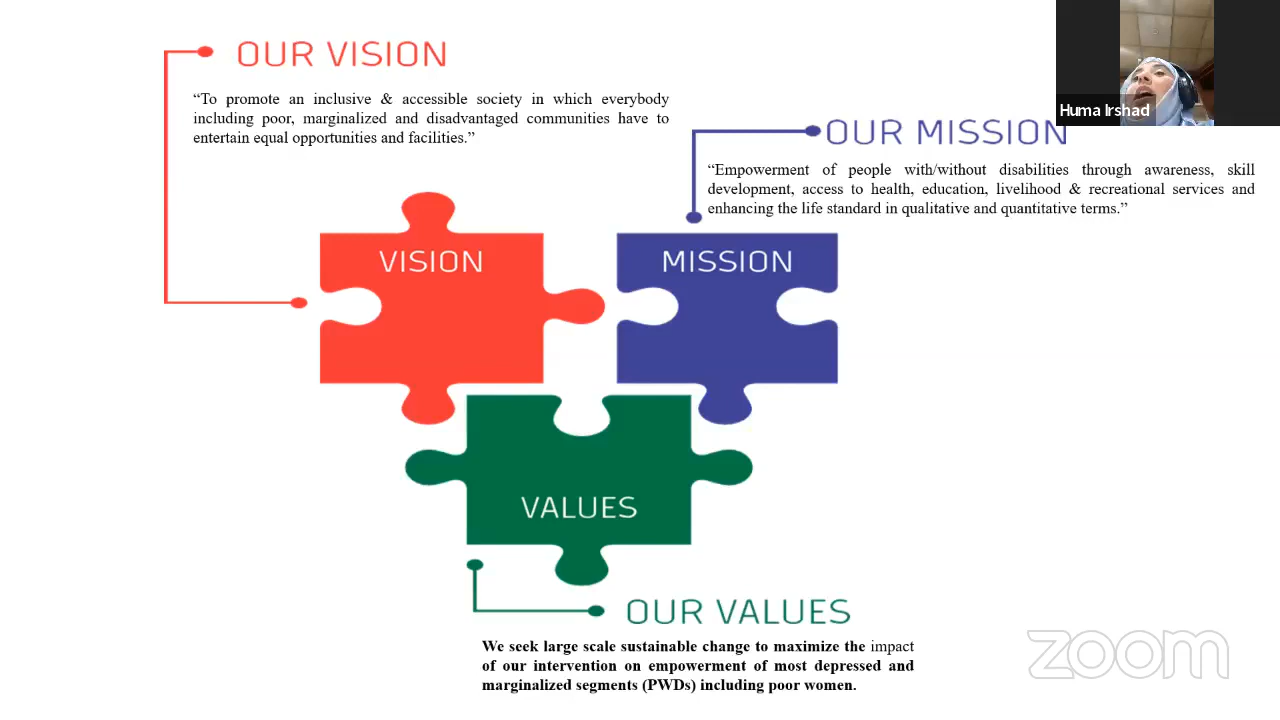 OUR VISION
“To promote an inclusive & accessible society in which everybody
including poor, marginalized and disadvantaged communities have to
entertain equal opportunities and facilities.”
Huma Irshad
OUR MISSION
“Empowerment of people with/without disabilities through awareness, skill
development, access to health, education, livelihood & recreational services and
enhancing the life standard in qualitative and quantitative terms.”
VISION
MISSION
VALUES
OUR VALUES
We seek large scale sustainable change to maximize the impact
of our intervention on empowerment of most depressed and
marginalized segments (PWDs) including poor women.
zoom